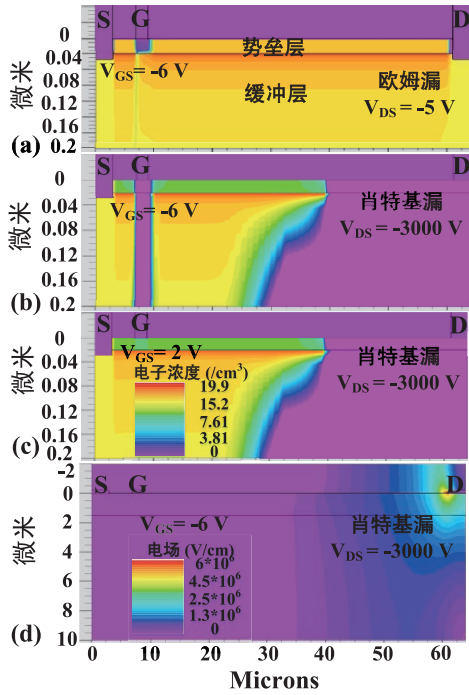 S G D
0
0.04
0.08
0.16
0.2
微米
势垒层
V_GS = -6 V
缓冲层
欧姆漏
V_DS = -5 V
(a)
S G D
0
0.04
0.08
0.16
0.2
微米
V_GS = -6 V
肖特基漏
V_DS = -3000 V
(b)
S G D
0
0.04
0.08
0.16
0.2
微米
V_GS = 2 V
电子浓度 (/cm³)
19.9
15.2
7.61
3.81
0
肖特基漏
V_DS = -3000 V
(c)
S G D
-2
0
2
4
6
8
10
微米
V_GS = -6 V
肖特基漏
V_DS = -3000 V
电场 (V/cm)
6*10⁶
4.5*10⁶
2.5*10⁶
1.3*10⁶
0
(d)
0 10 20 30 40 50 60
Microns